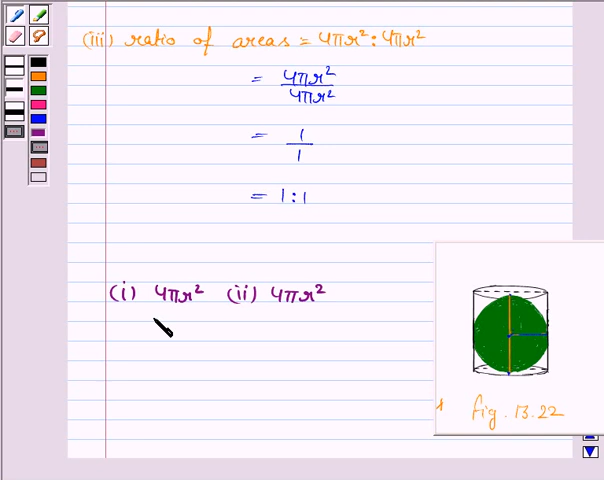 (iii) ratio of areas = 4πr² : 4πr²
= 4πr² / 4πr²
= 1 / 1
= 1 : 1
(i) 4πr² (ii) 4πr²
fig. 13.22